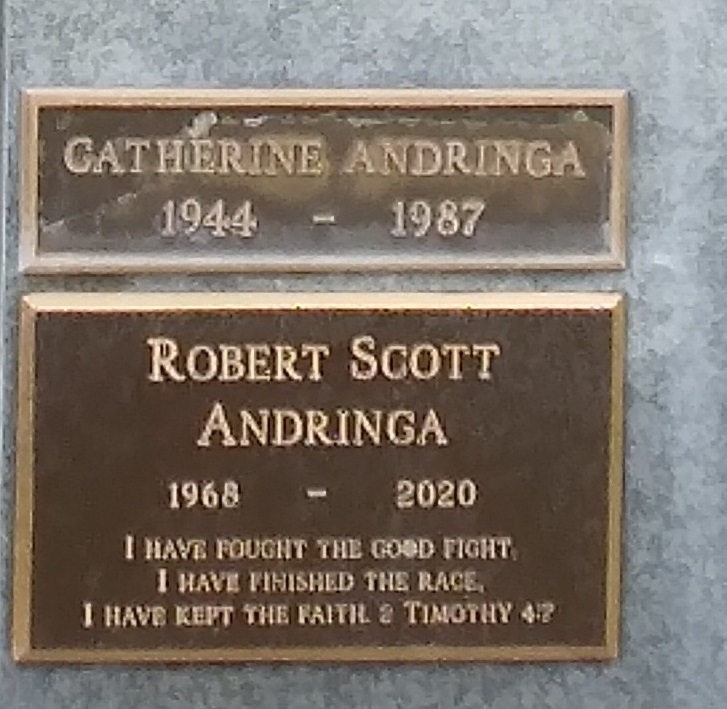 CATHERINE ANDRINGA
1944 - 1987
ROBERT SCOTT
ANDRINGA
1968 - 2020
I HAVE FOUGHT THE GOOD FIGHT,
I HAVE FINISHED THE RACE,
I HAVE KEPT THE FAITH. 2 TIMOTHY 4:7